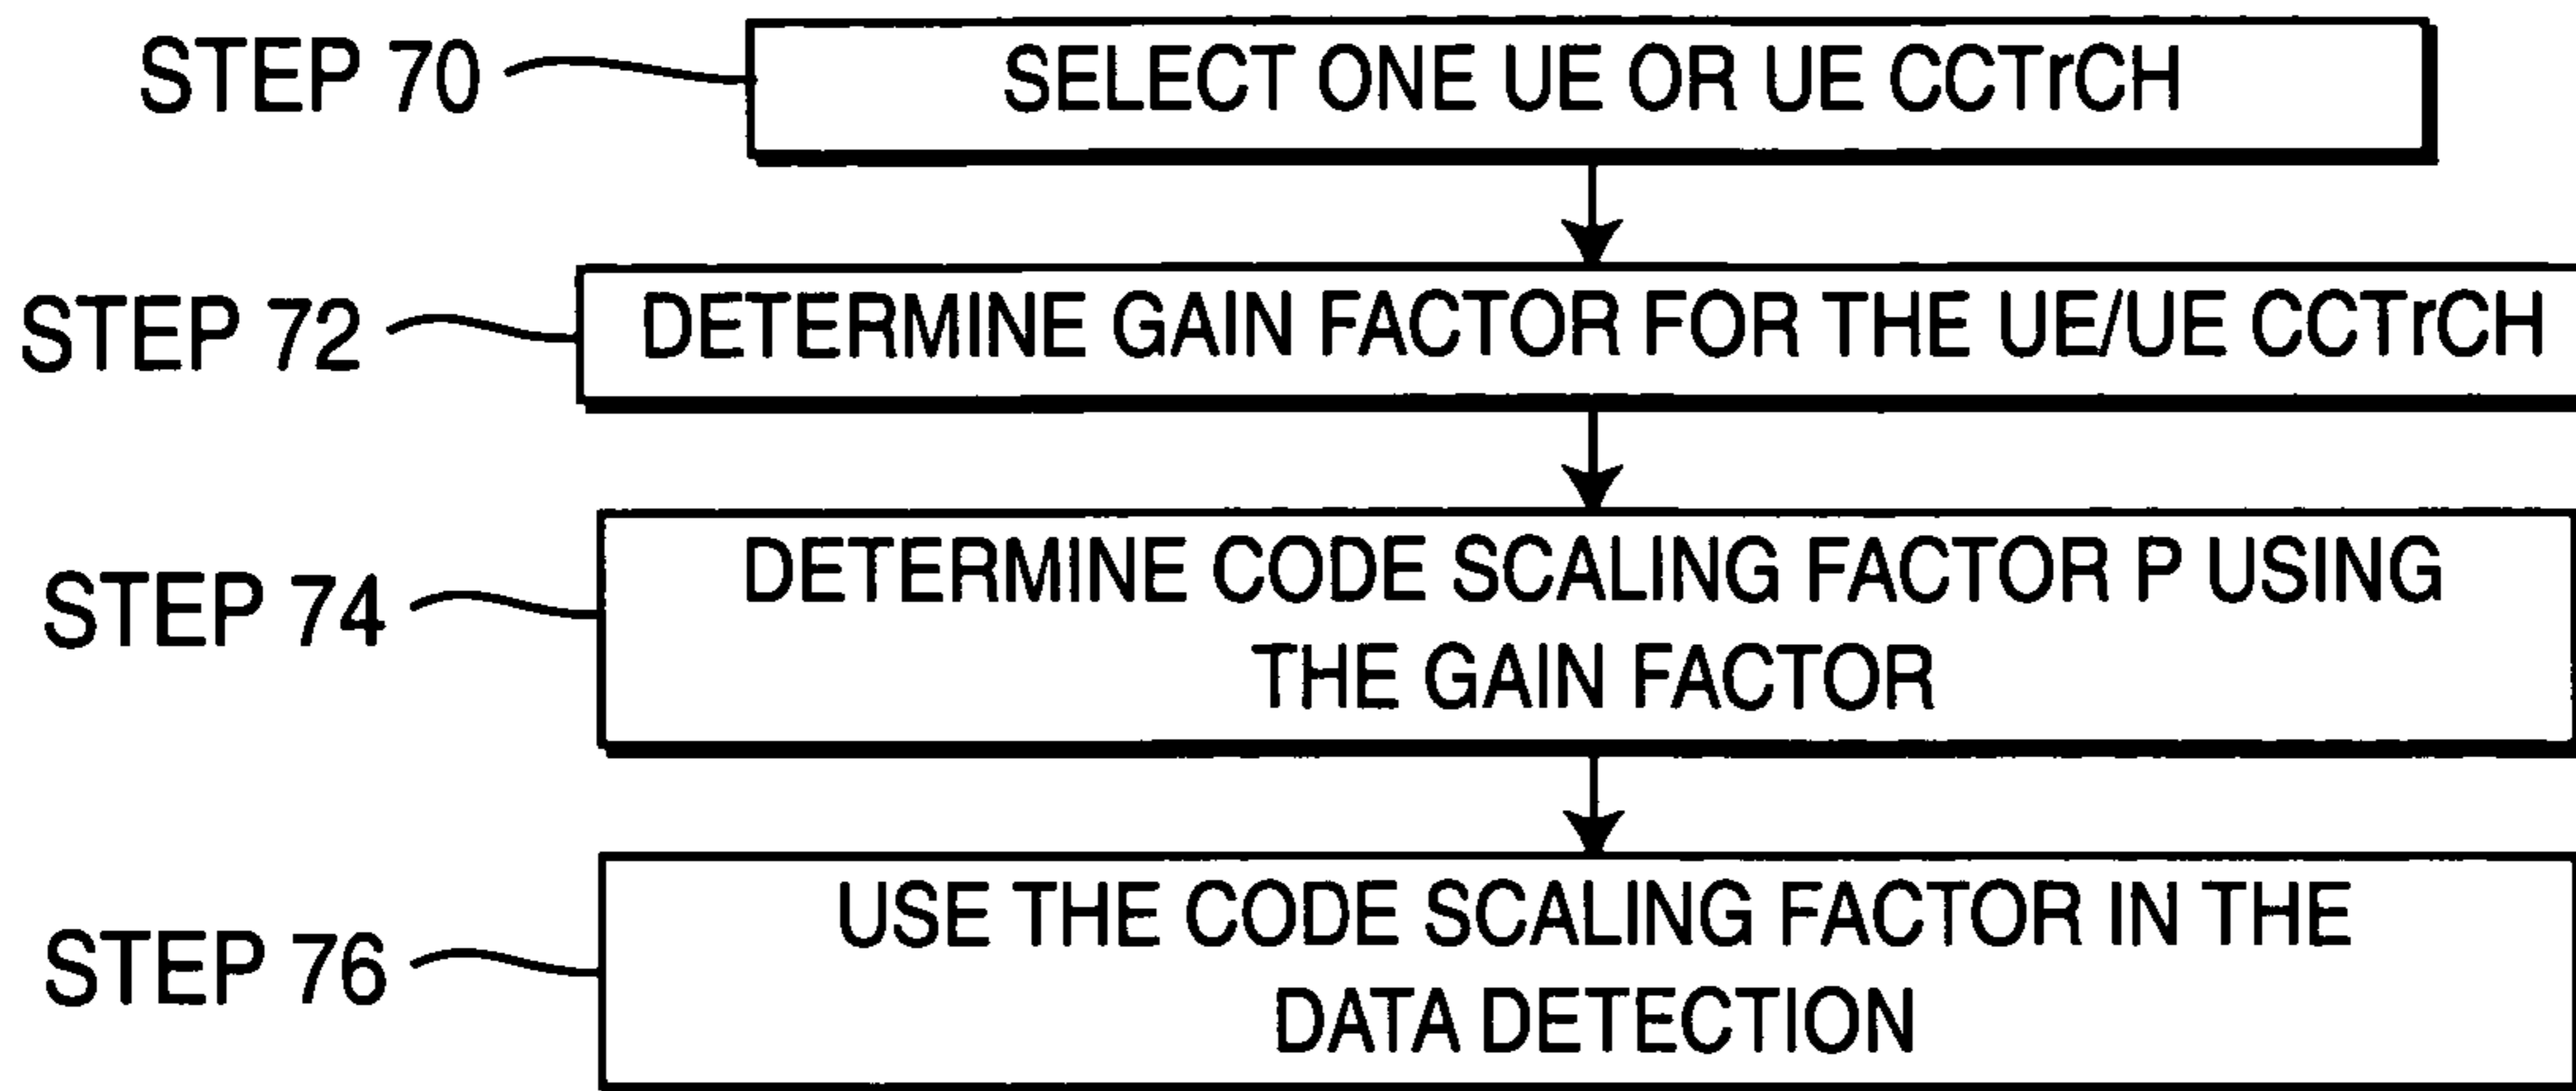 STEP 70
SELECT ONE UE OR UE CCTrCH
STEP 72
DETERMINE GAIN FACTOR FOR THE UE/UE CCTrCH
STEP 74
DETERMINE CODE SCALING FACTOR P USING
THE GAIN FACTOR
STEP 76
USE THE CODE SCALING FACTOR IN THE
DATA DETECTION